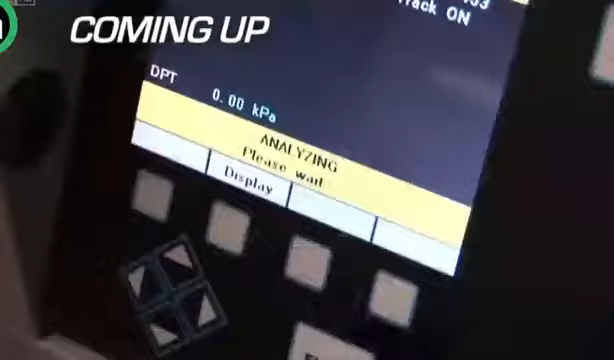 COMING UP
Track ON
DPT
0.00 kPa
ANALYZING
Please wait
Display